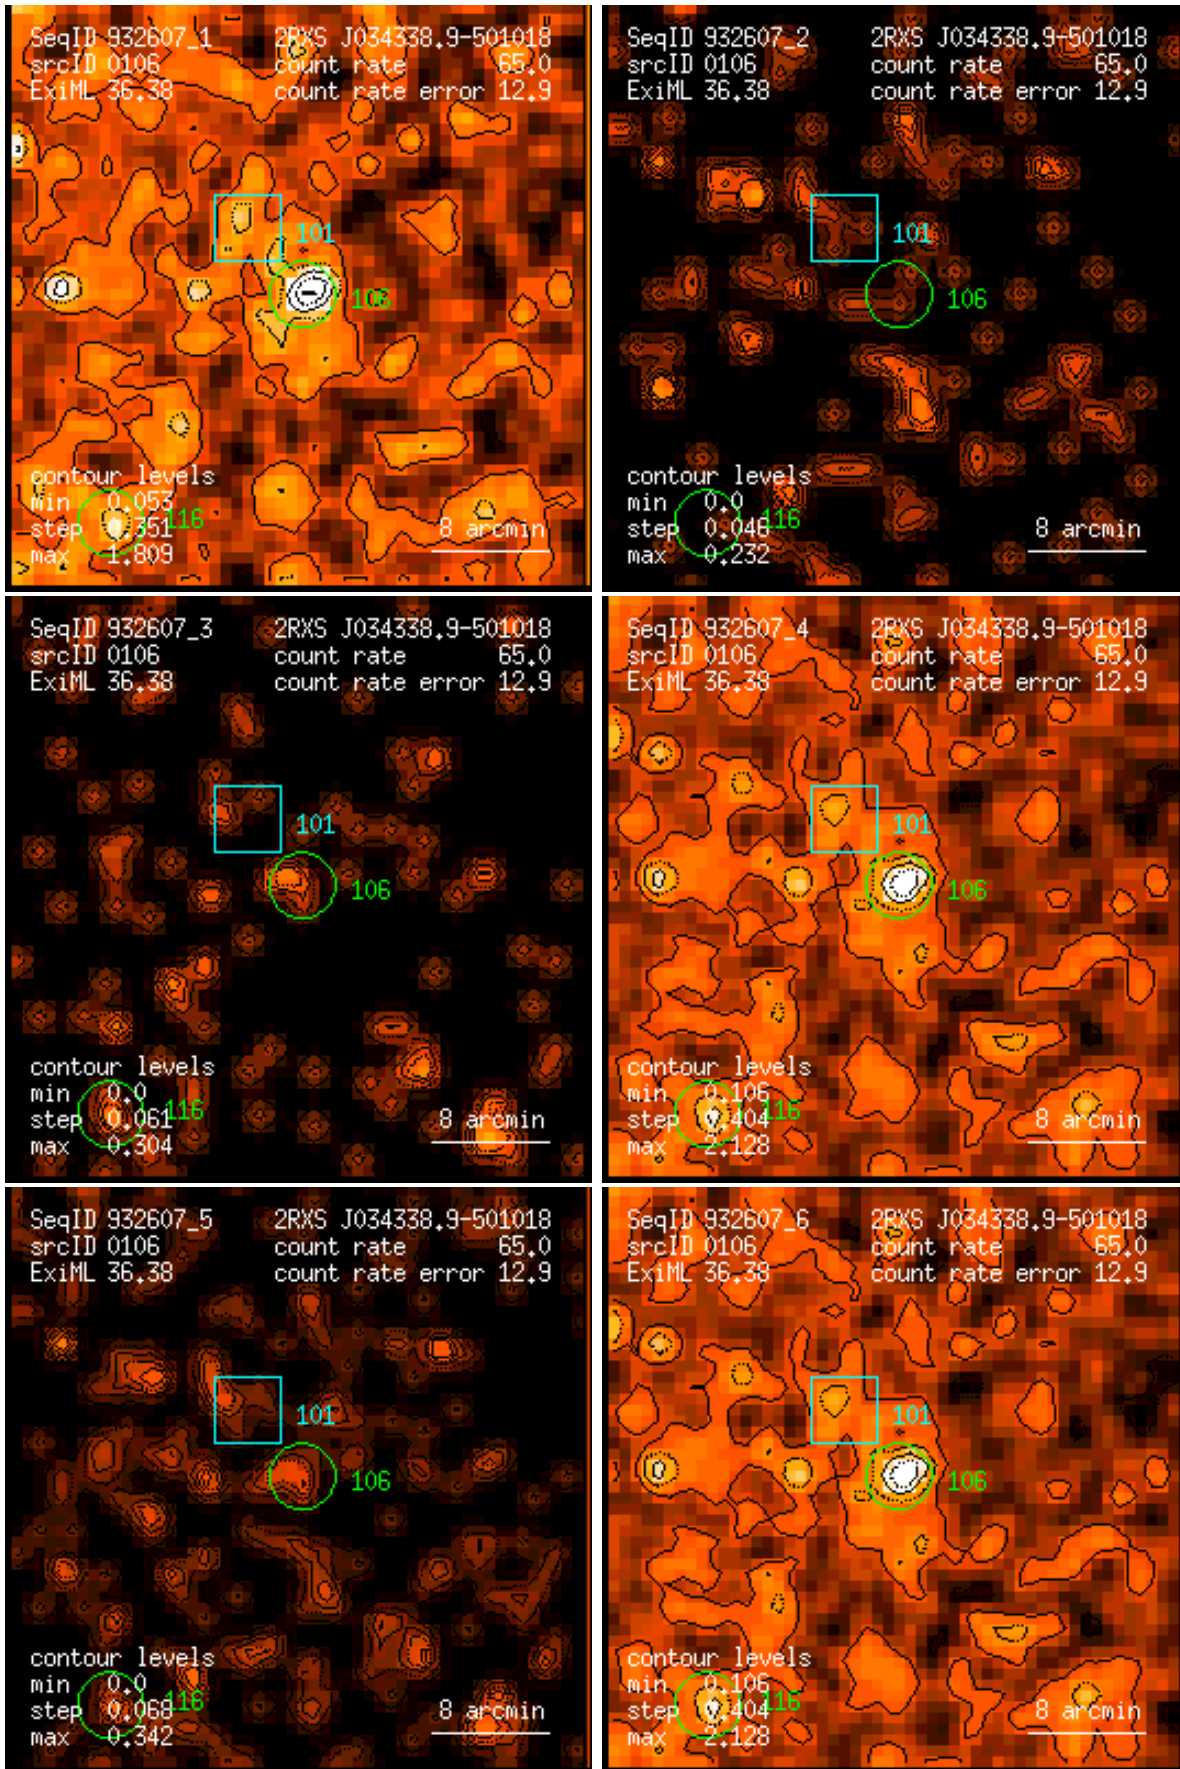 SeqID 932607_1 2RXS J034338.9-501018
srcID 0106 count rate 65.0
ExiML 36.38 count rate error 12.9
101
106
contour levels
min 0.053
step 0.351 116 8 arcmin
max 1.809
SeqID 932607_2 2RXS J034338.9-501018
srcID 0106 count rate 65.0
ExiML 36.38 count rate error 12.9
101
106
contour levels
min 0.0
step 0.046 116 8 arcmin
max 0.232
SeqID 932607_3 2RXS J034338.9-501018
srcID 0106 count rate 65.0
ExiML 36.38 count rate error 12.9
101
106
contour levels
min 0.0
step 0.061 116 8 arcmin
max 0.304
SeqID 932607_4 2RXS J034338.9-501018
srcID 0106 count rate 65.0
ExiML 36.38 count rate error 12.9
101
106
contour levels
min 0.106
step 0.404 116 8 arcmin
max 2.128
SeqID 932607_5 2RXS J034338.9-501018
srcID 0106 count rate 65.0
ExiML 36.38 count rate error 12.9
101
106
contour levels
min 0.0
step 0.068 116 8 arcmin
max 0.342
SeqID 932607_6 2RXS J034338.9-501018
srcID 0106 count rate 65.0
ExiML 36.38 count rate error 12.9
101
106
contour levels
min 0.106
step 0.404 116 8 arcmin
max 2.128